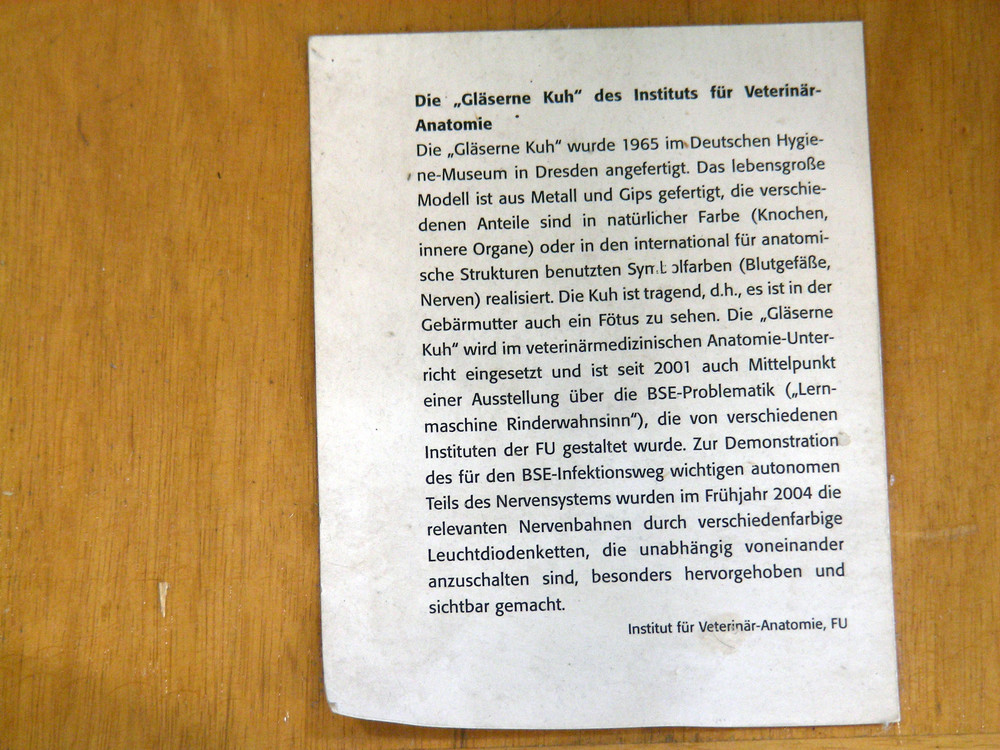 Die „Gläserne Kuh“ des Instituts für Veterinär-
Anatomie
Die „Gläserne Kuh“ wurde 1965 im Deutschen Hygie-
ne-Museum in Dresden angefertigt. Das lebensgroße
Modell ist aus Metall und Gips gefertigt, die verschie-
denen Anteile sind in natürlicher Farbe (Knochen,
innere Organe) oder in den international für anatomi-
sche Strukturen benutzten Symbolfarben (Blutgefäße,
Nerven) realisiert. Die Kuh ist tragend, d.h., es ist in der
Gebärmutter auch ein Fötus zu sehen. Die „Gläserne
Kuh“ wird im veterinärmedizinischen Anatomie-Unter-
richt eingesetzt und ist seit 2001 auch Mittelpunkt
einer Ausstellung über die BSE-Problematik („Lern-
maschine Rinderwahnsinn“), die von verschiedenen
Instituten der FU gestaltet wurde. Zur Demonstration
des für den BSE-Infektionsweg wichtigen autonomen
Teils des Nervensystems wurden im Frühjahr 2004 die
relevanten Nervenbahnen durch verschiedenfarbige
Leuchtdiodenketten, die unabhängig voneinander
anzuschalten sind, besonders hervorgehoben und
sichtbar gemacht.
Institut für Veterinär-Anatomie, FU